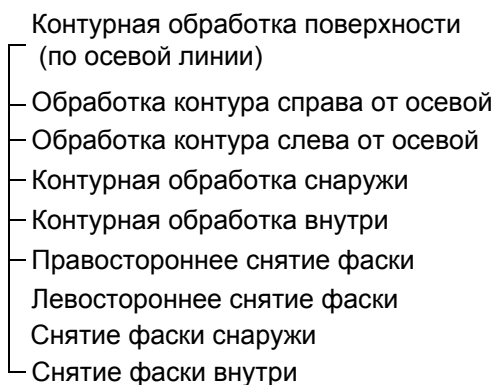 Контурная обработка поверхности
(по осевой линии)
Обработка контура справа от осевой
Обработка контура слева от осевой
Контурная обработка снаружи
Контурная обработка внутри
Правостороннее снятие фаски
Левостороннее снятие фаски
Снятие фаски снаружи
Снятие фаски внутри